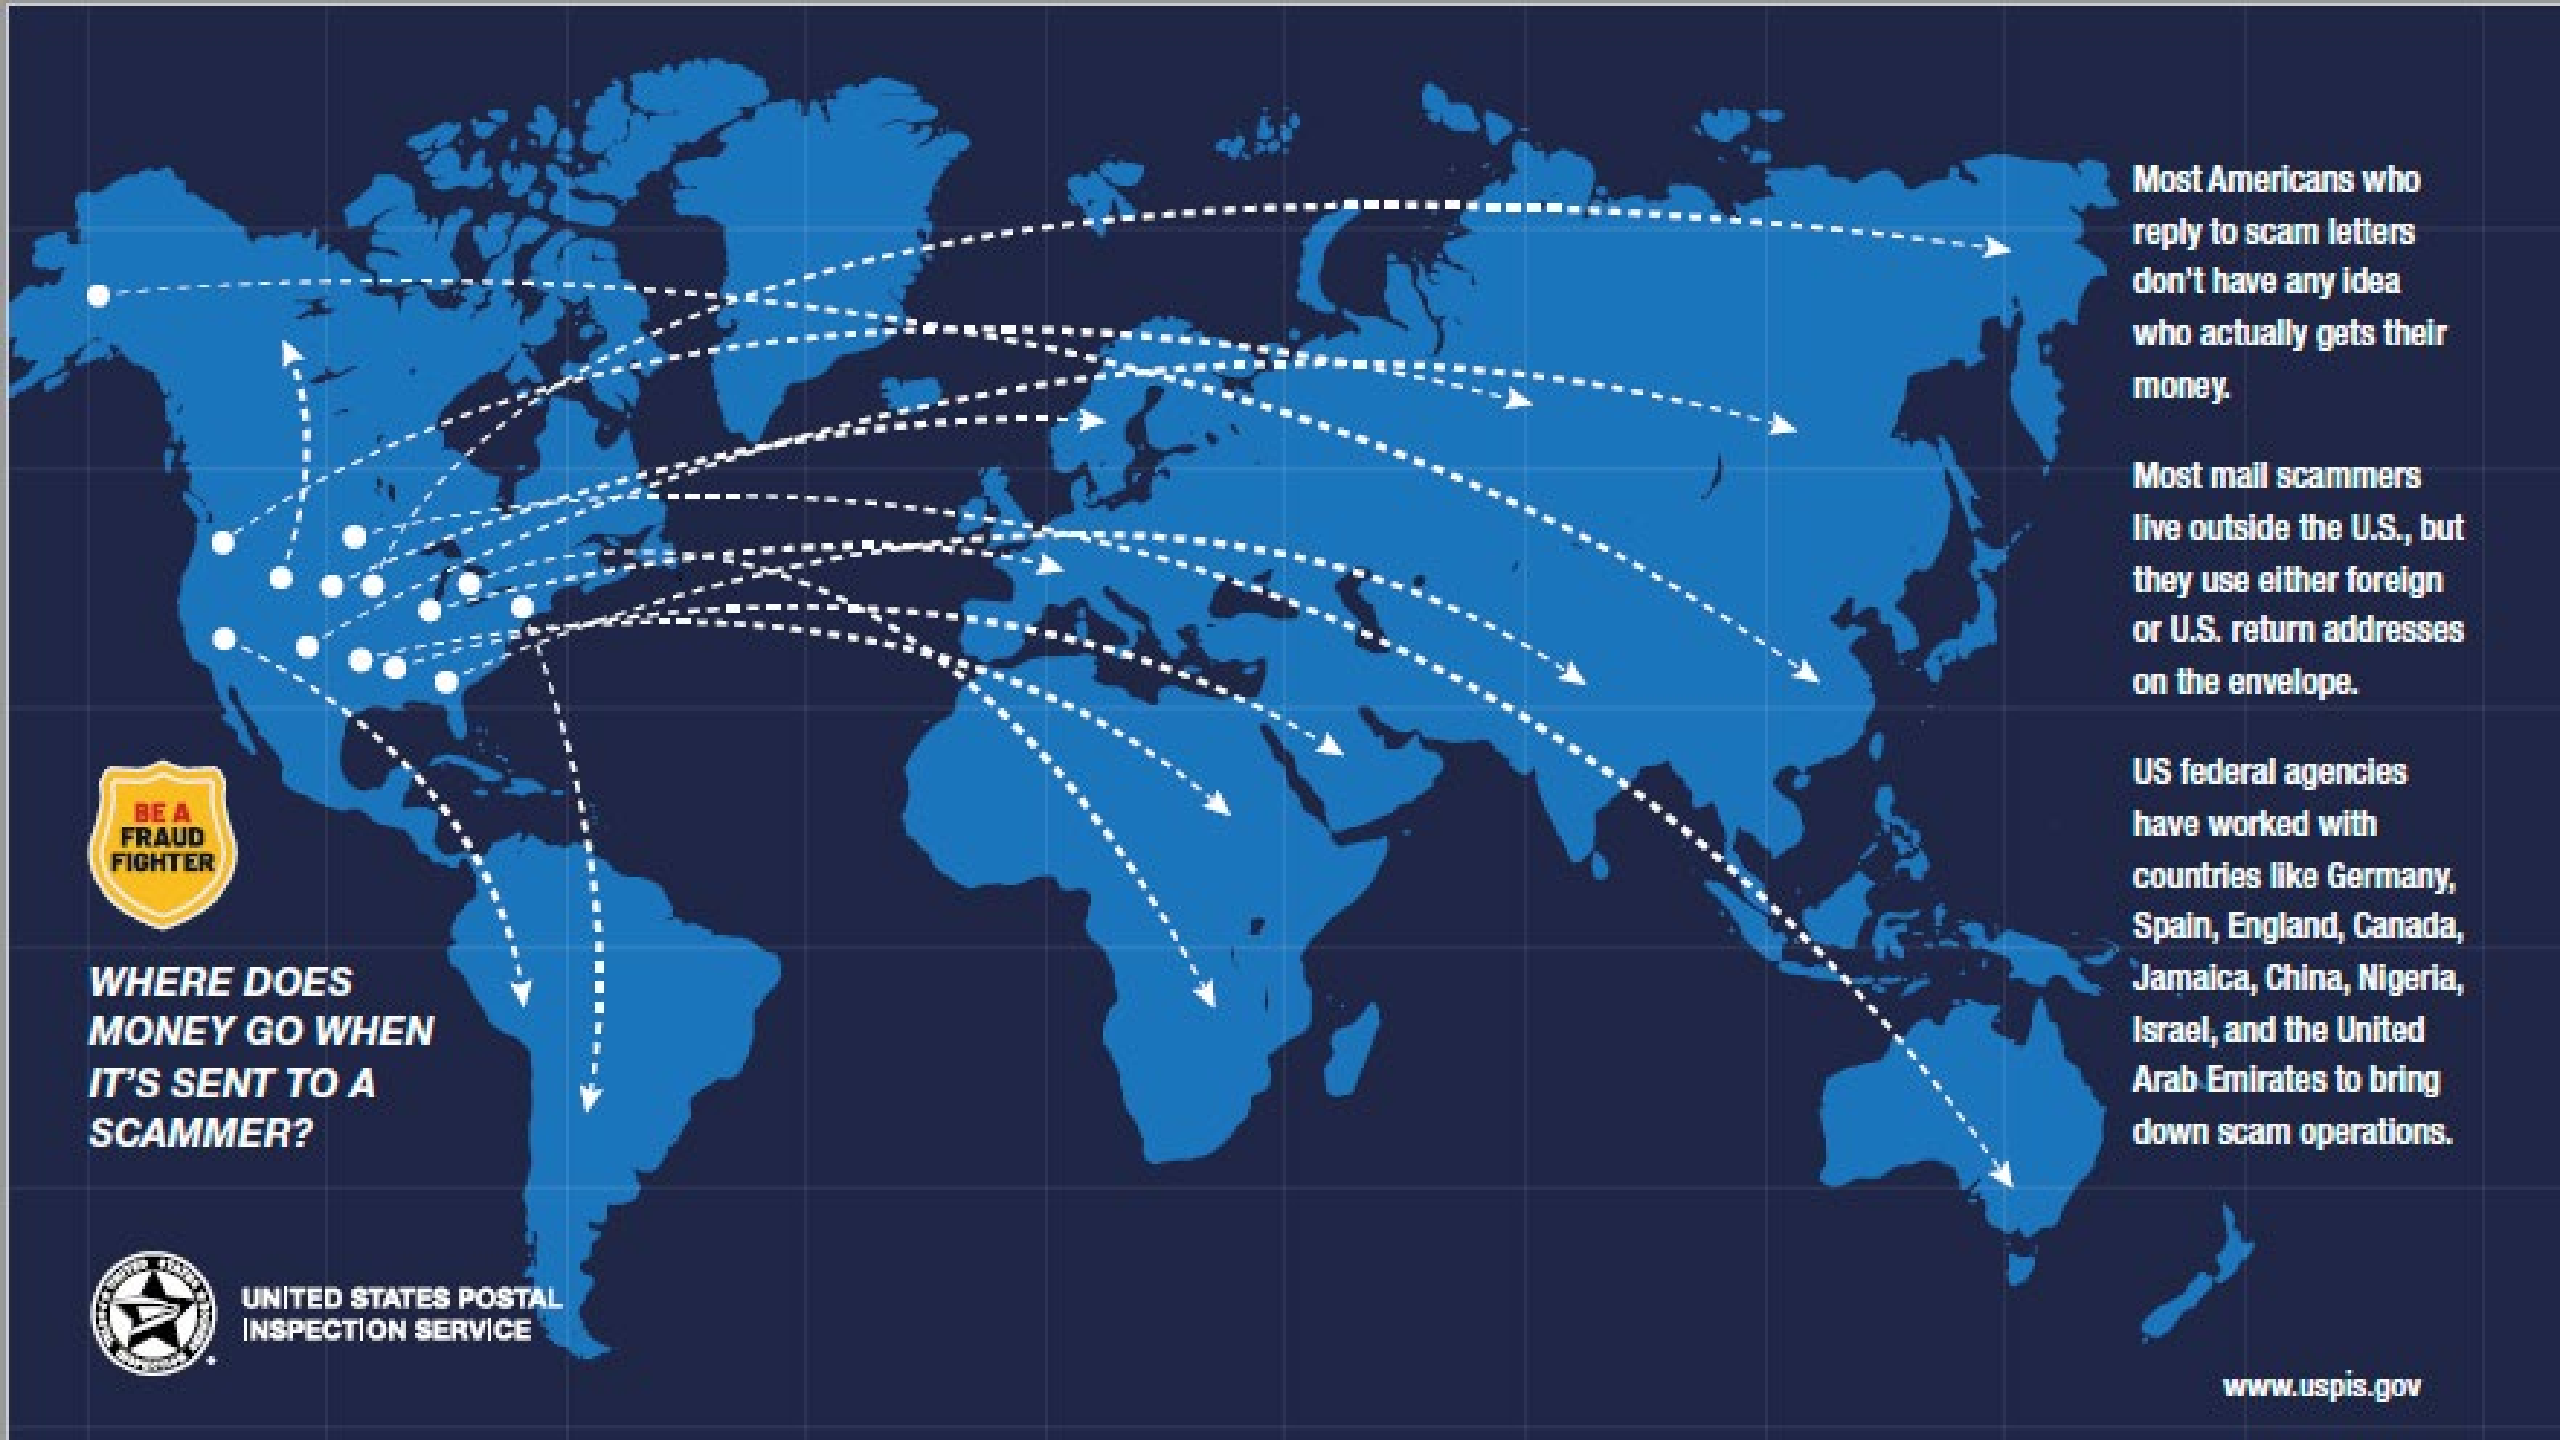 Most Americans who
reply to scam letters
don't have any idea
who actually gets their
money.
Most mail scammers
live outside the U.S., but
they use either foreign
or U.S. return addresses
on the envelope.
US federal agencies
have worked with
countries like Germany,
Spain, England, Canada,
Jamaica, China, Nigeria,
Israel, and the United
Arab Emirates to bring
down scam operations.
BE A
FRAUD
FIGHTER
WHERE DOES
MONEY GO WHEN
IT'S SENT TO A
SCAMMER?
UNITED STATES POSTAL
INSPECTION SERVICE
www.uspis.gov